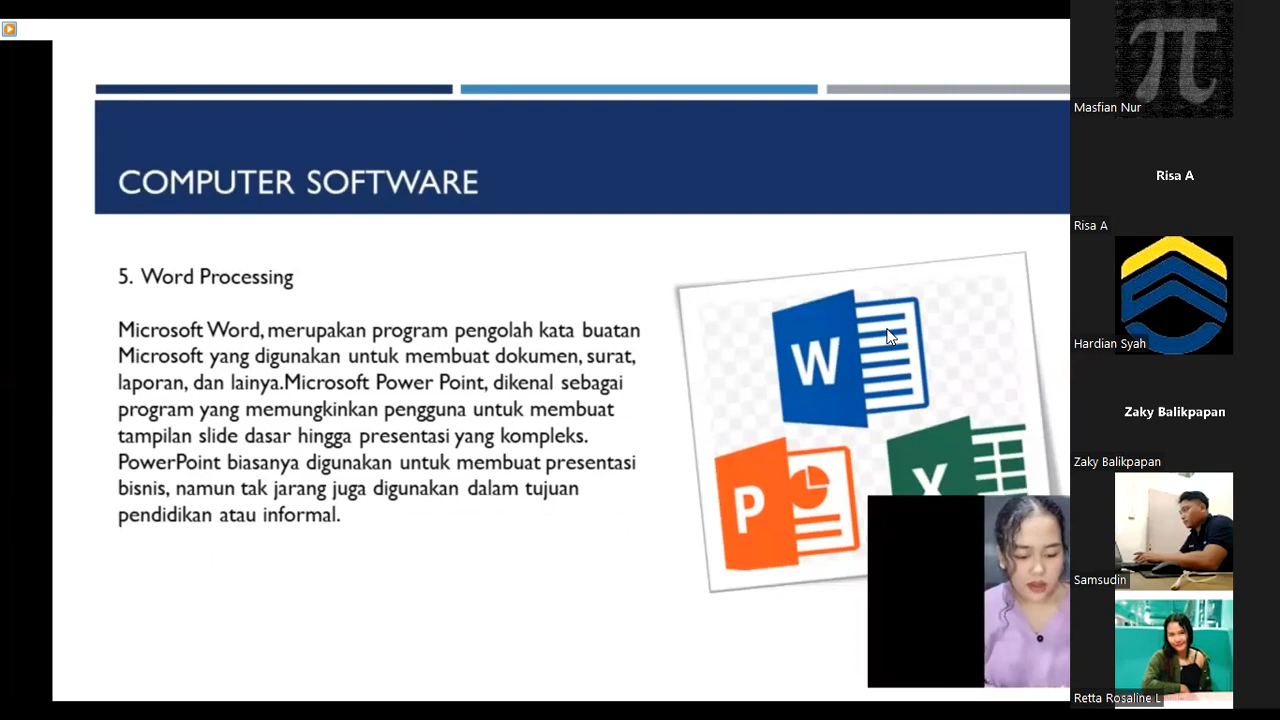 COMPUTER SOFTWARE
5. Word Processing
Microsoft Word, merupakan program pengolah kata buatan
Microsoft yang digunakan untuk membuat dokumen, surat,
laporan, dan lainya.Microsoft Power Point, dikenal sebagai
program yang memungkinkan pengguna untuk membuat
tampilan slide dasar hingga presentasi yang kompleks.
PowerPoint biasanya digunakan untuk membuat presentasi
bisnis, namun tak jarang juga digunakan dalam tujuan
pendidikan atau informal.
W
P
X
π
Masfian Nur
Risa A
Risa A
Hardian Syah
Zaky Balikpapan
Zaky Balikpapan
Samsudin
Retta Rosaline L